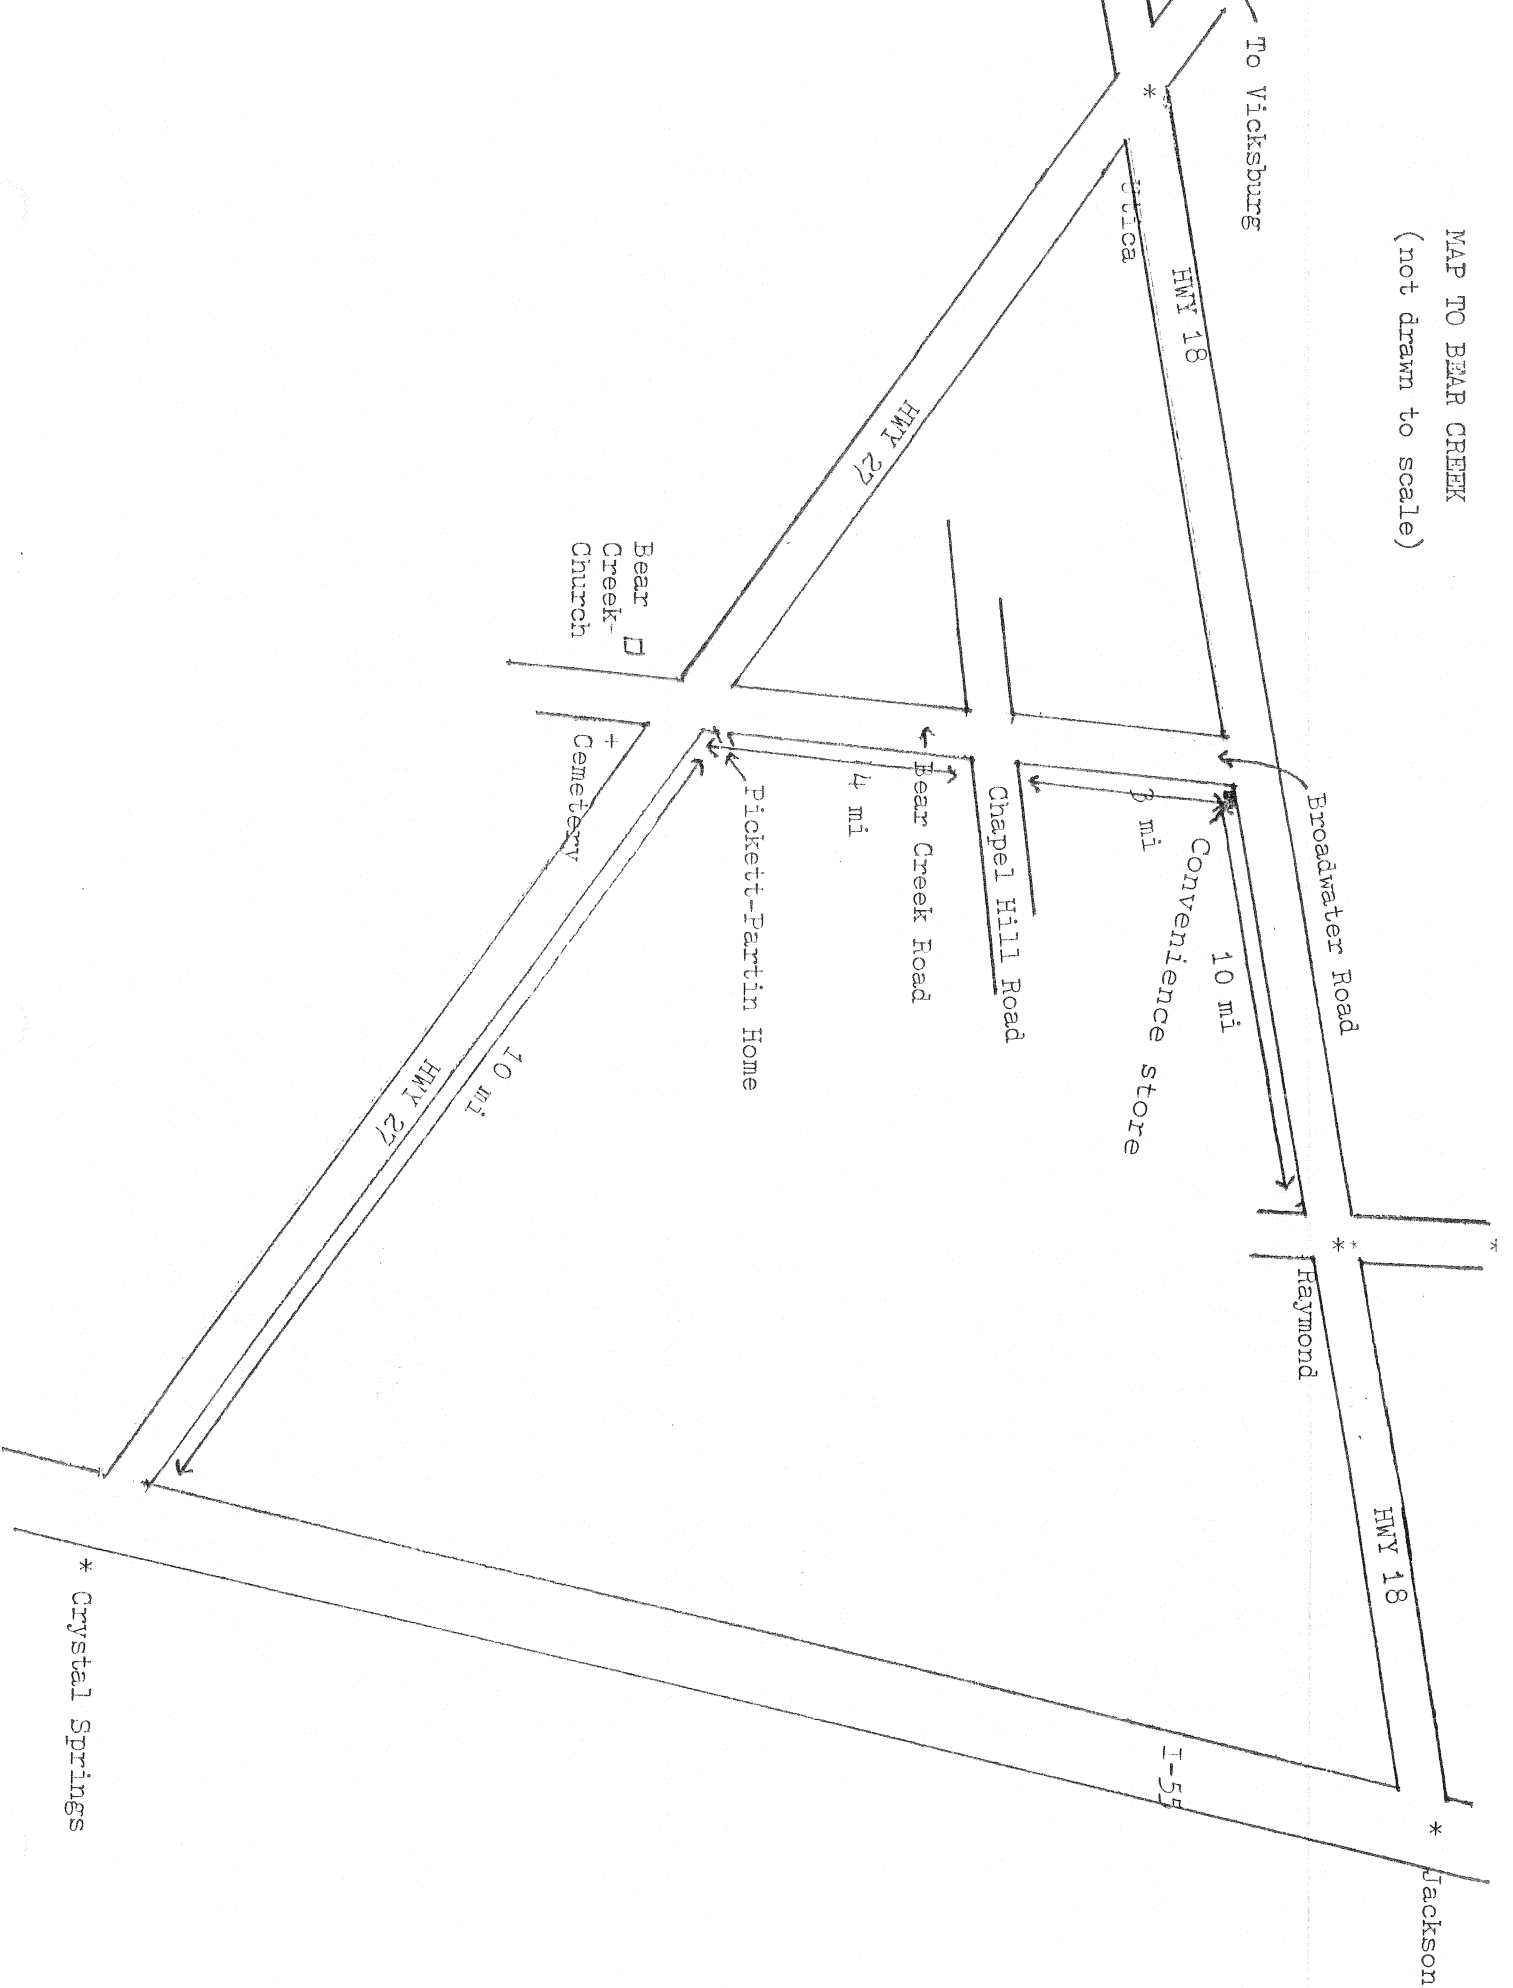 MAP TO BEAR CREEK
(not drawn to scale)
To Vicksburg
Utica
HWY 18
Broadwater Road
10 mi
Convenience store
3 mi
Raymond
HWY 18
Jackson
Chapel Hill Road
Bear Creek Road
4 mi
Pickett-Partin Home
HWY 27
Bear
Creek-
Church
Cemetery
10 mi
HWY 27
I-55
* Crystal Springs